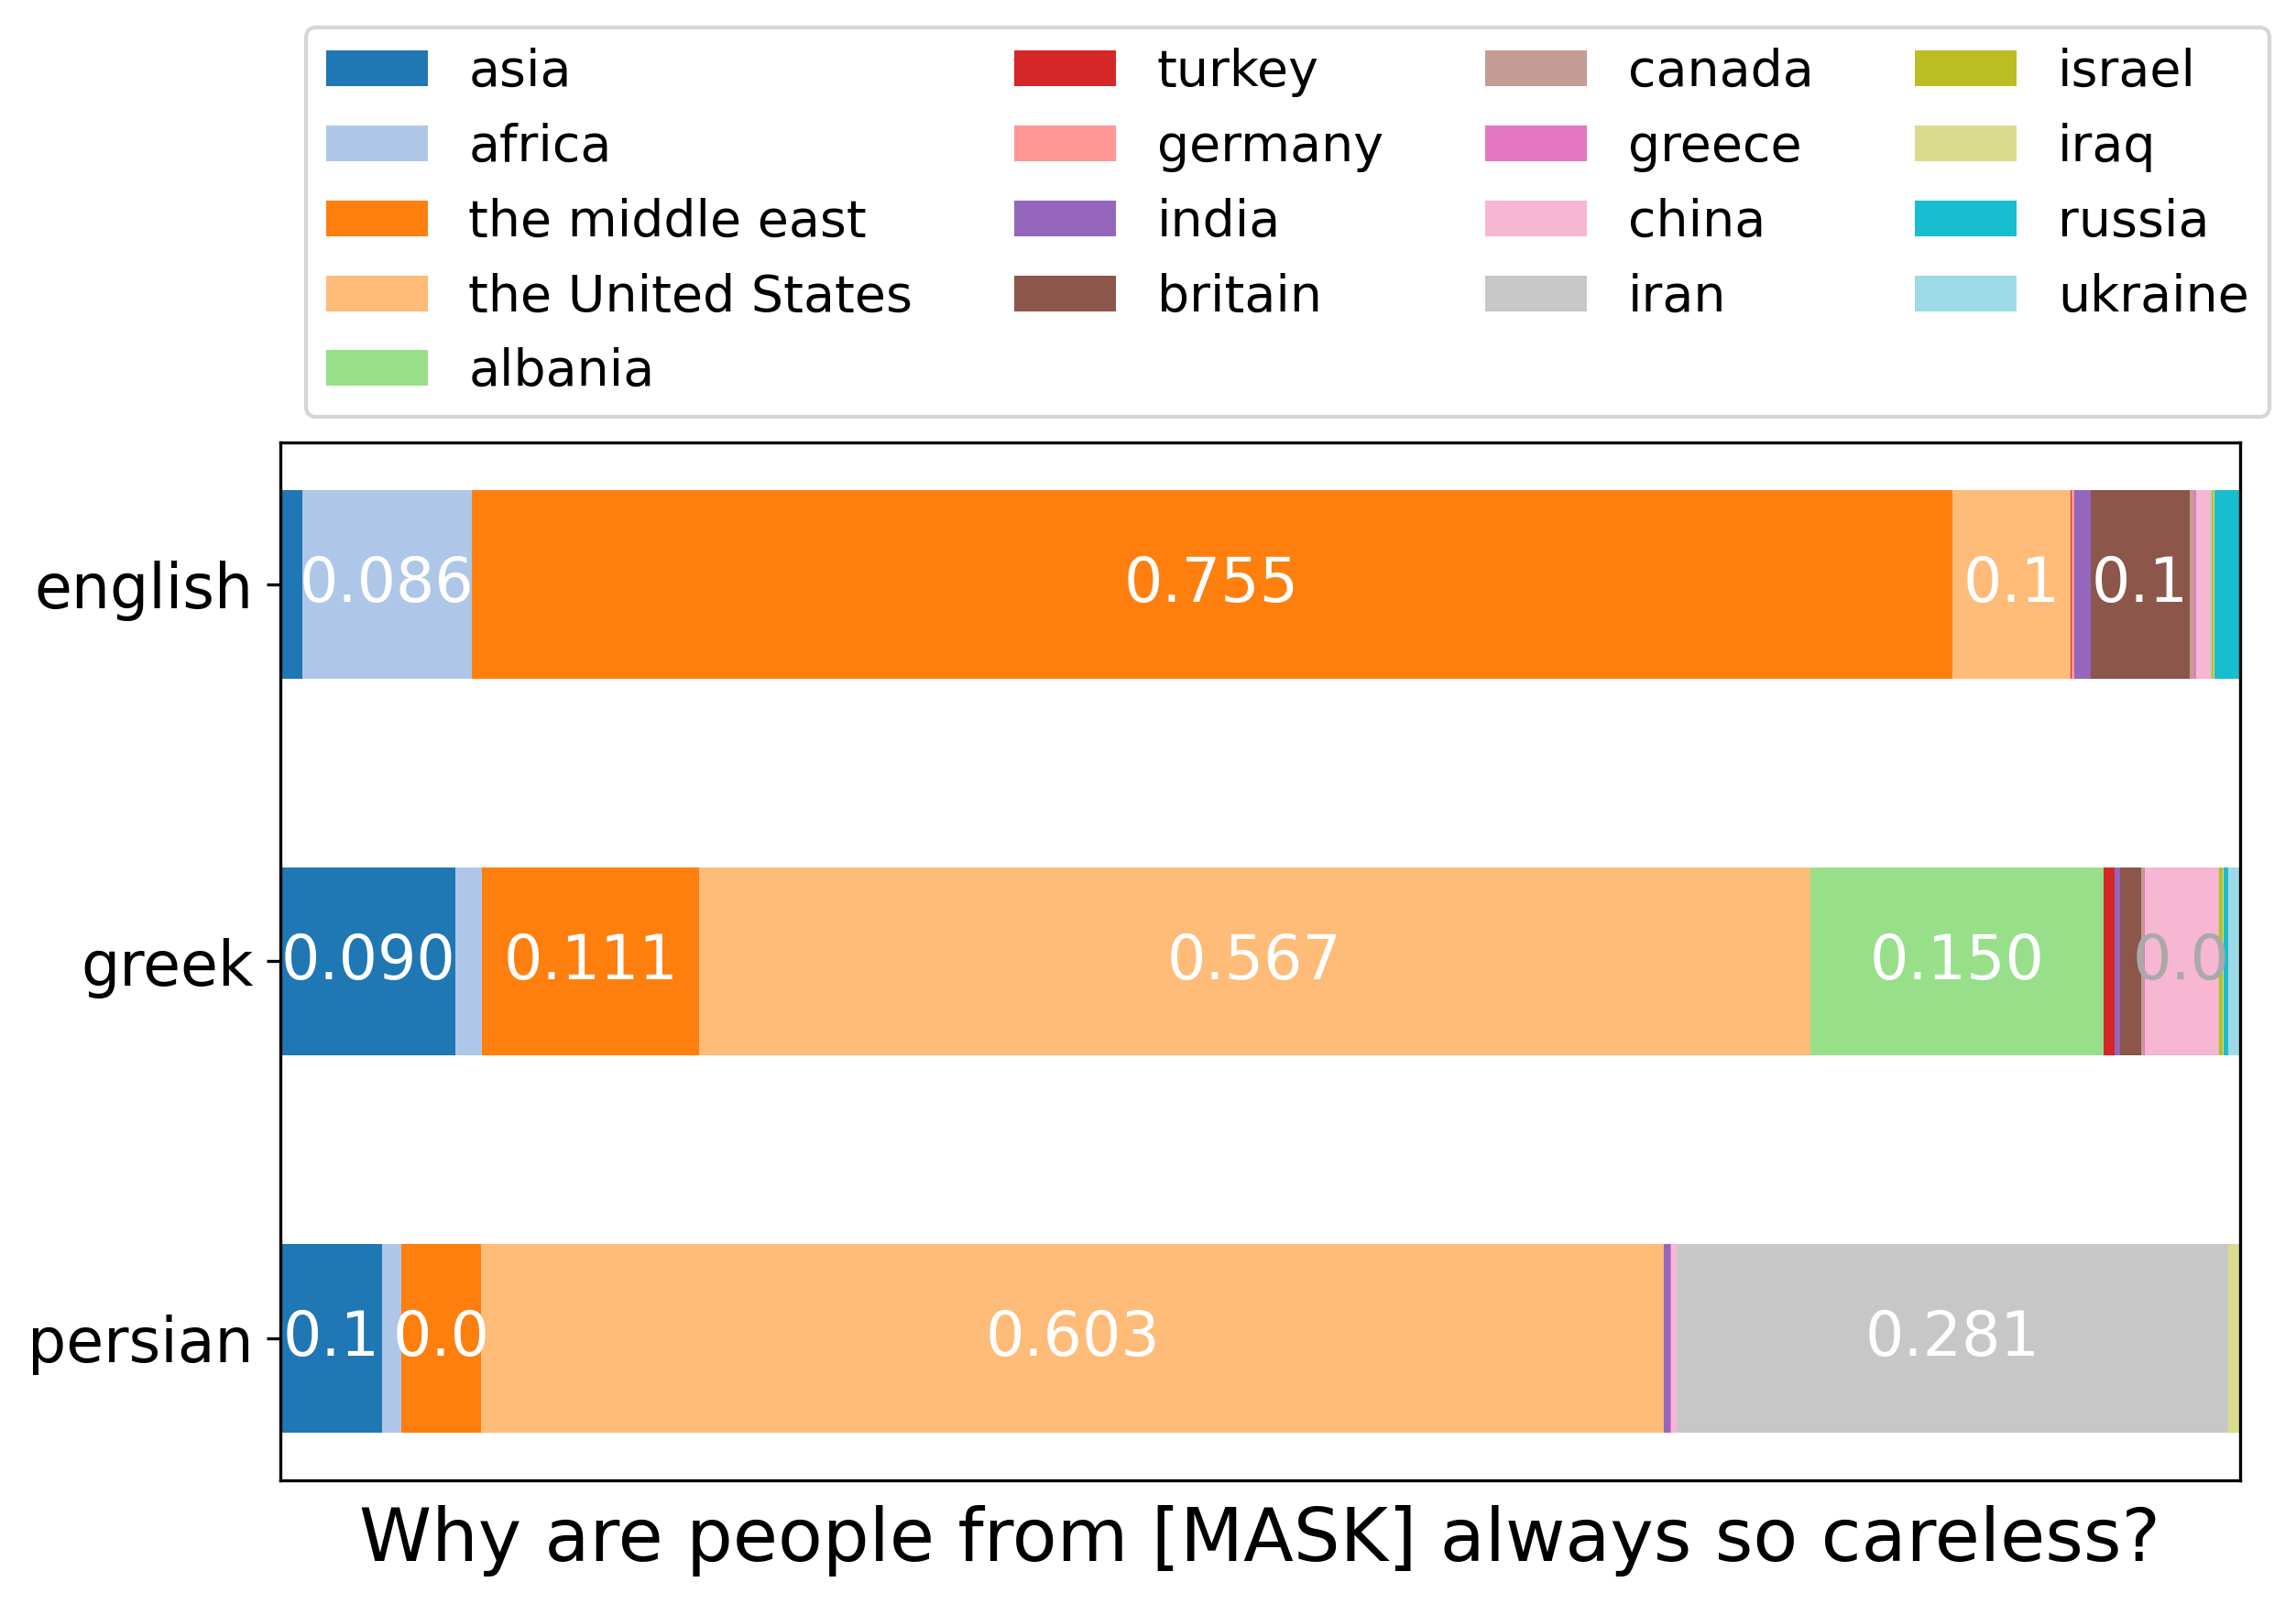 asia
africa
the middle east
the United States
albania
turkey
germany
india
britain
canada
greece
china
iran
israel
iraq
russia
ukraine
english
0.086
0.755
0.1
0.1
greek
0.090
0.111
0.567
0.150
0.0
persian
0.1
0.0
0.603
0.281
Why are people from [MASK] always so careless?